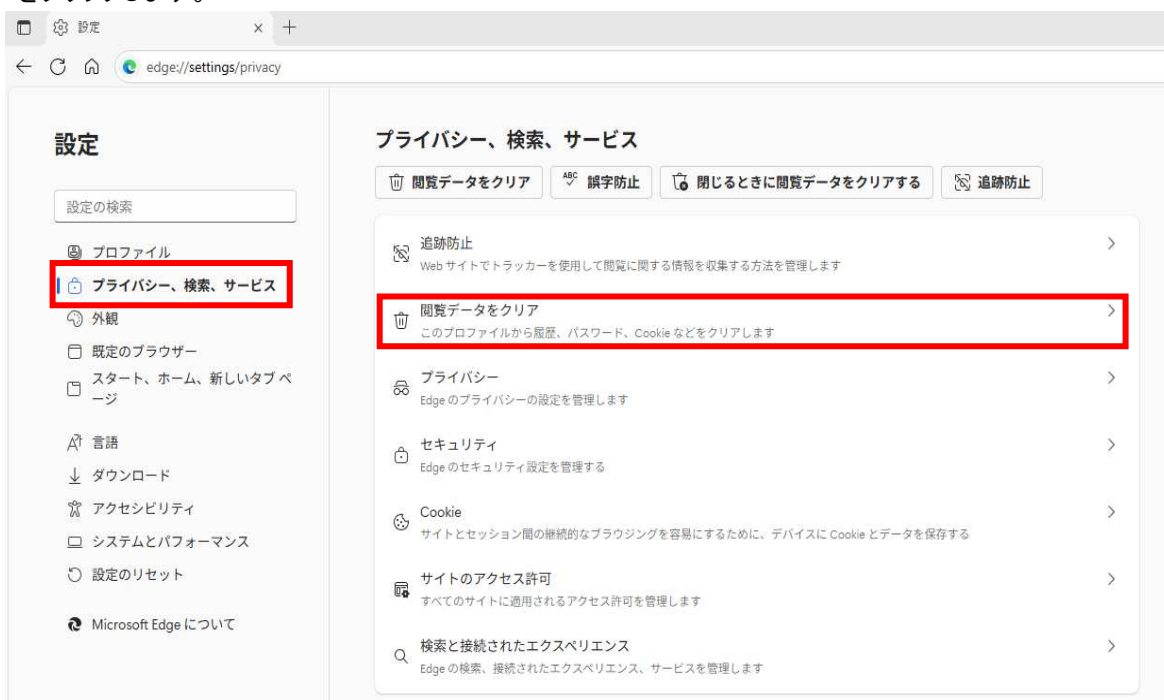 をクリックします。
設定
edge://settings/privacy
設定
設定の検索
プロファイル
プライバシー、検索、サービス
外観
既定のブラウザー
スタート、ホーム、新しいタブ ペ
ージ
言語
ダウンロード
アクセシビリティ
システムとパフォーマンス
設定のリセット
Microsoft Edge について
プライバシー、検索、サービス
閲覧データをクリア
ABC 誤字防止
閉じるときに閲覧データをクリアする
追跡防止
追跡防止
Web サイトでトラッカーを使用して閲覧に関する情報を収集する方法を管理します
閲覧データをクリア
このプロファイルから履歴、パスワード、Cookie などをクリアします
プライバシー
Edge のプライバシーの設定を管理します
セキュリティ
Edge のセキュリティ設定を管理する
Cookie
サイトとセッション間の継続的なブラウジングを容易にするために、デバイスに Cookie とデータを保存する
サイトのアクセス許可
すべてのサイトに適用されるアクセス許可を管理します
検索と接続されたエクスペリエンス
Edge の検索、接続されたエクスペリエンス、サービスを管理します